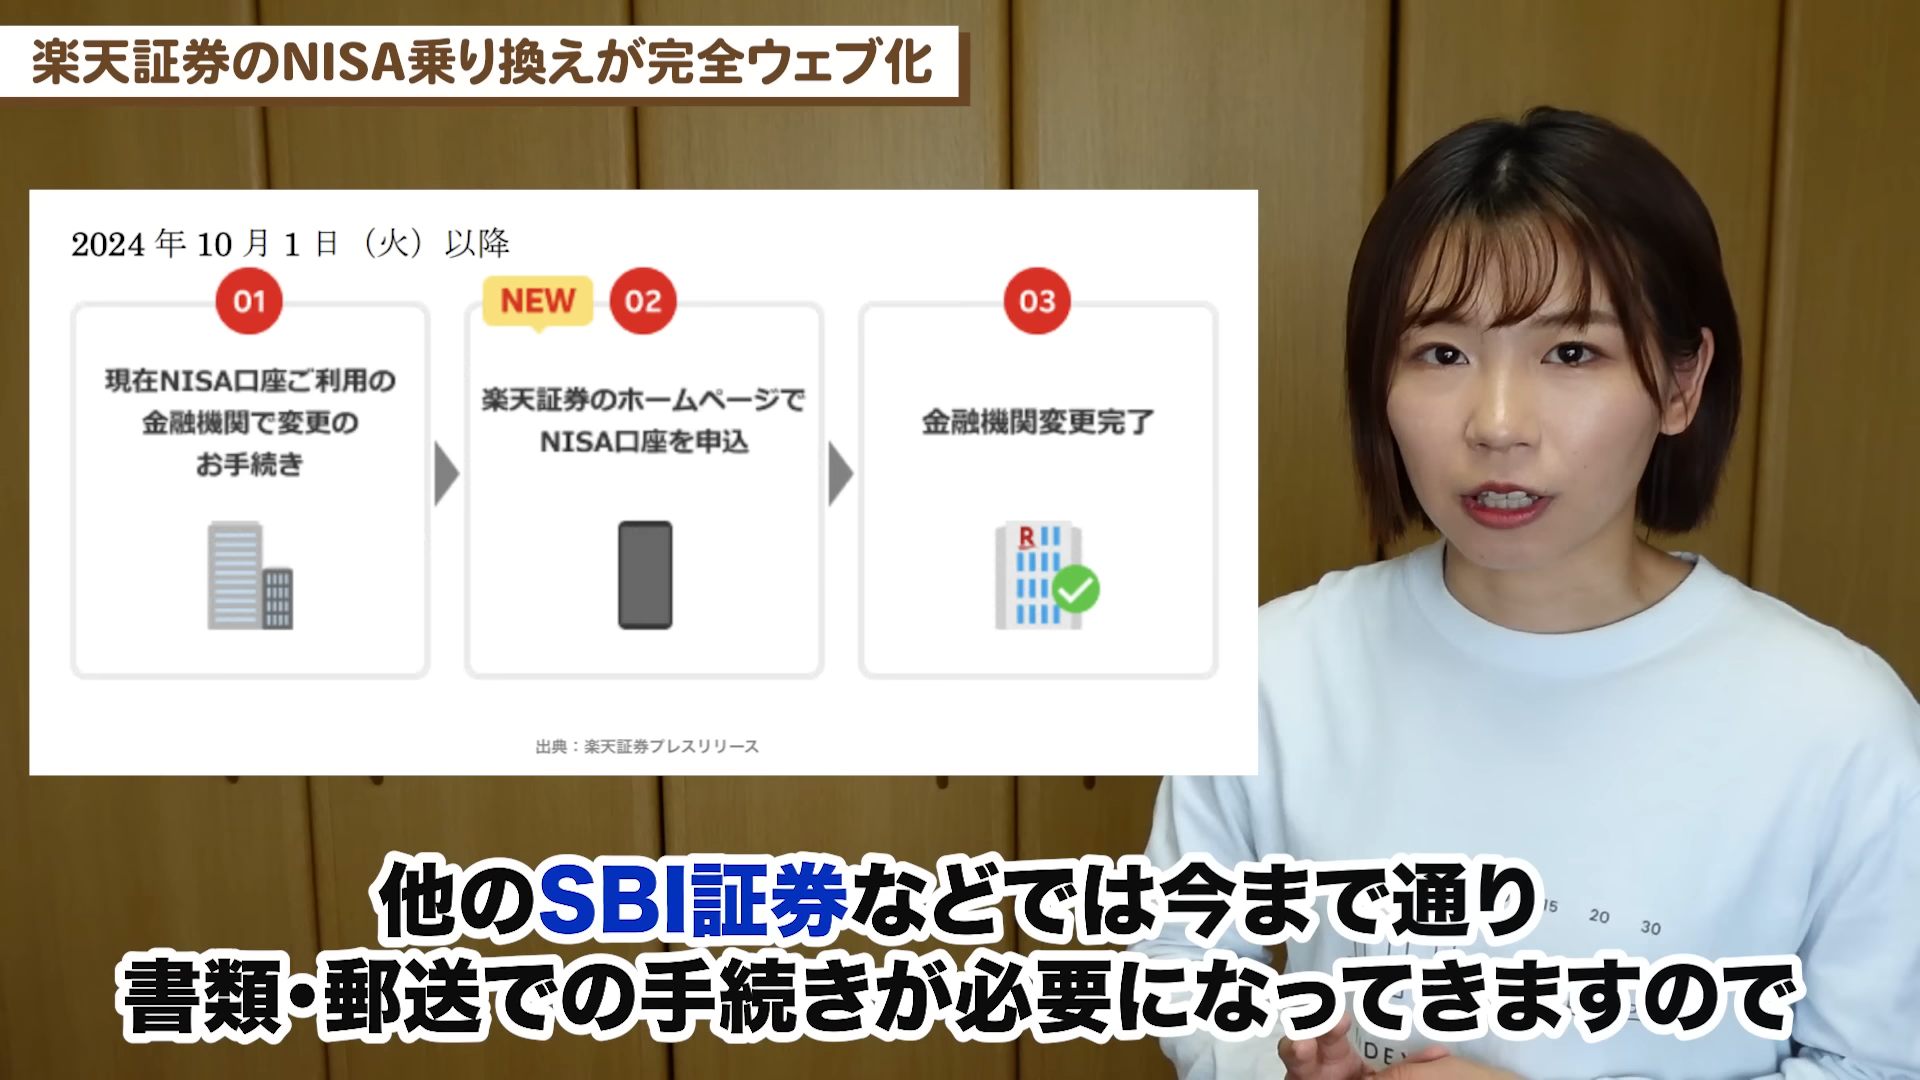 楽天証券のNISA乗り換えが完全ウェブ化
2024年10月1日（火）以降
01
現在NISA口座ご利用の
金融機関で変更の
お手続き
NEW
02
楽天証券のホームページで
NISA口座を申込
03
金融機関変更完了
R
出典：楽天証券プレスリリース
他のSBI証券などでは今まで通り
書類・郵送での手続きが必要になってきますので
15 20 30